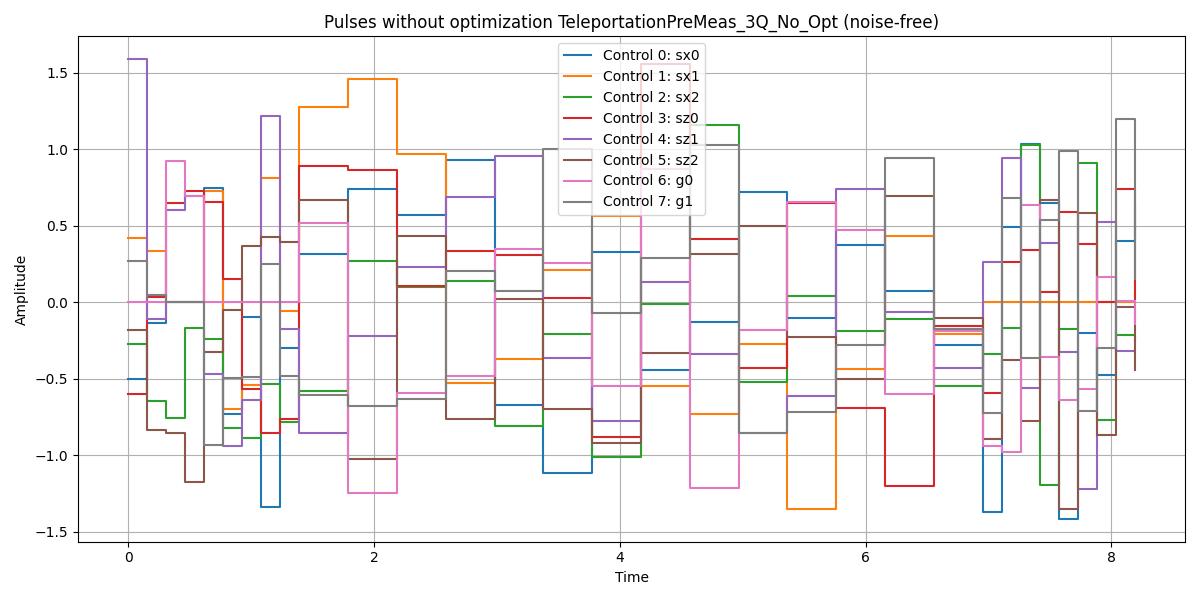 Pulses without optimization TeleportationPreMeas_3Q_No_Opt (noise-free)
Control 0: sx0
Control 1: sx1
Control 2: sx2
Control 3: sz0
Control 4: sz1
Control 5: sz2
Control 6: g0
Control 7: g1
1.5
1.0
0.5
0.0
−0.5
−1.0
−1.5
Amplitude
0 2 4 6 8
Time